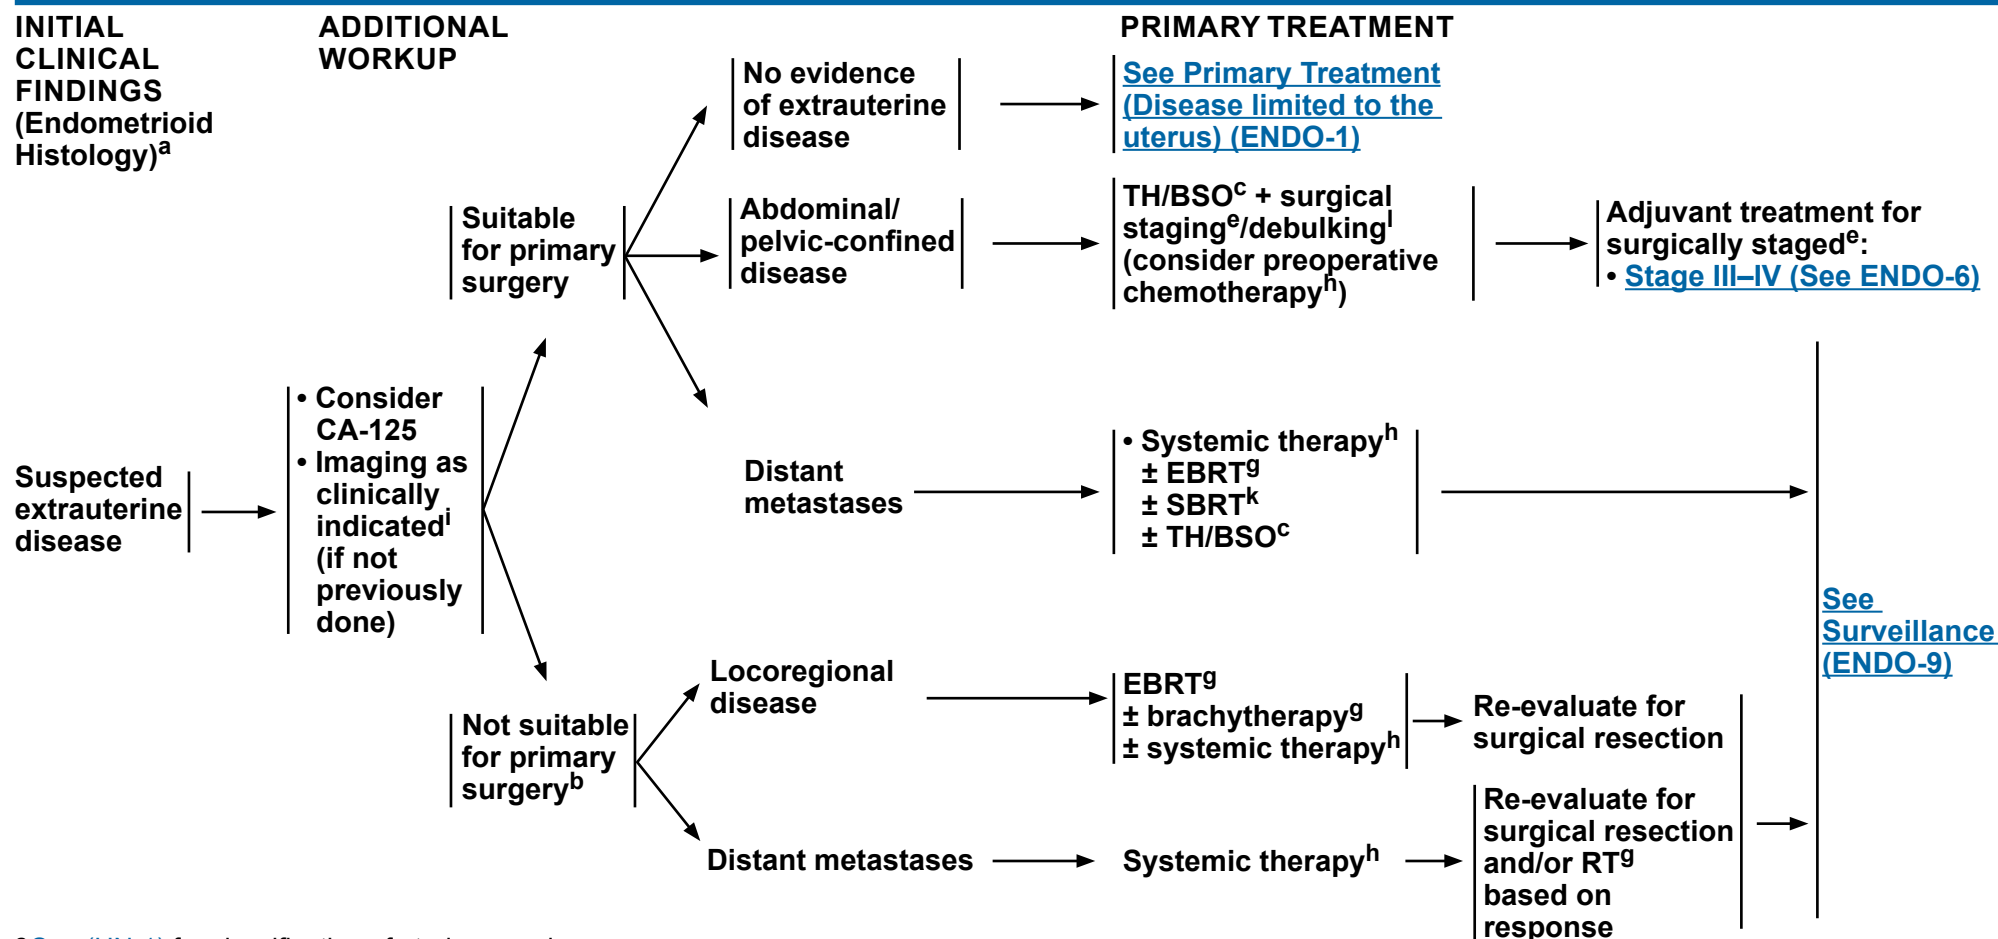 INITIAL
CLINICAL
FINDINGS
(Endometrioid
Histology)a
ADDITIONAL
WORKUP
PRIMARY TREATMENT
Suspected
extrauterine
disease
• Consider
CA-125
• Imaging as
clinically
indicatedi
(if not
previously
done)
Suitable
for primary
surgery
No evidence
of extrauterine
disease
See Primary Treatment
(Disease limited to the
uterus) (ENDO-1)
Abdominal/
pelvic-confined
disease
TH/BSOc + surgical
staginge/debulkingl
(consider preoperative
chemotherapyh)
Adjuvant treatment for
surgically stagede:
• Stage III–IV (See ENDO-6)
Distant
metastases
• Systemic therapyh
± EBRTg
± SBRTk
± TH/BSOc
Not suitable
for primary
surgeryb
Locoregional
disease
EBRTg
± brachytherapyg
± systemic therapyh
Re-evaluate for
surgical resection
Distant metastases
Systemic therapyh
Re-evaluate for
surgical resection
and/or RTg
based on
response
See
Surveillance
(ENDO-9)